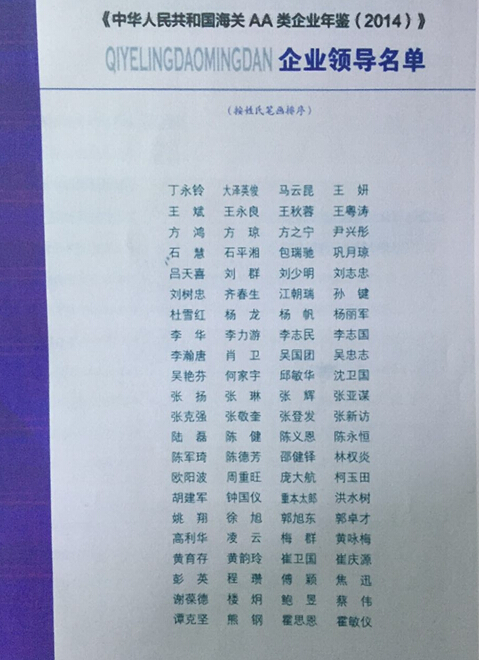 《中华人民共和国海关 AA 类企业年鉴（2014）》
QIYELINGDAOMINGDAN 企业领导名单
（按姓氏笔画排序）
丁永铃 大泽英俊 马云昆 王 妍
王 斌 王永良 王秋蓉 王粤涛
方 鸿 方 琼 方之宁 尹兴彤
石 慧 石平湘 包瑞驰 巩月琼
吕天喜 刘 群 刘少明 刘志忠
刘树忠 齐春生 江朝瑞 孙 键
杜雪红 杨 龙 杨 帆 杨丽军
李 华 李力游 李志民 李志国
李瀚唐 肖 卫 吴国团 吴忠志
吴艳芬 何家宇 邱敏华 沈卫国
张 扬 张 琳 张 辉 张亚谋
张克强 张敬奎 张登发 张新访
陆 磊 陈 健 陈义恩 陈永恒
陈军琦 陈德芳 邵健锋 林权炎
欧阳波 周重旺 庞大航 柯玉田
胡建军 钟国仪 重本太郎 洪水树
姚 翔 徐 旭 郭旭东 郭卓才
高利华 凌 云 梅 群 黄咏梅
黄育存 黄韵玲 崔卫国 崔庆源
彭 英 程 瓒 傅 颖 焦 迅
谢葆德 楼 炯 鲍 昱 蔡 伟
谭克坚 熊 钢 霍思恩 霍敏仪